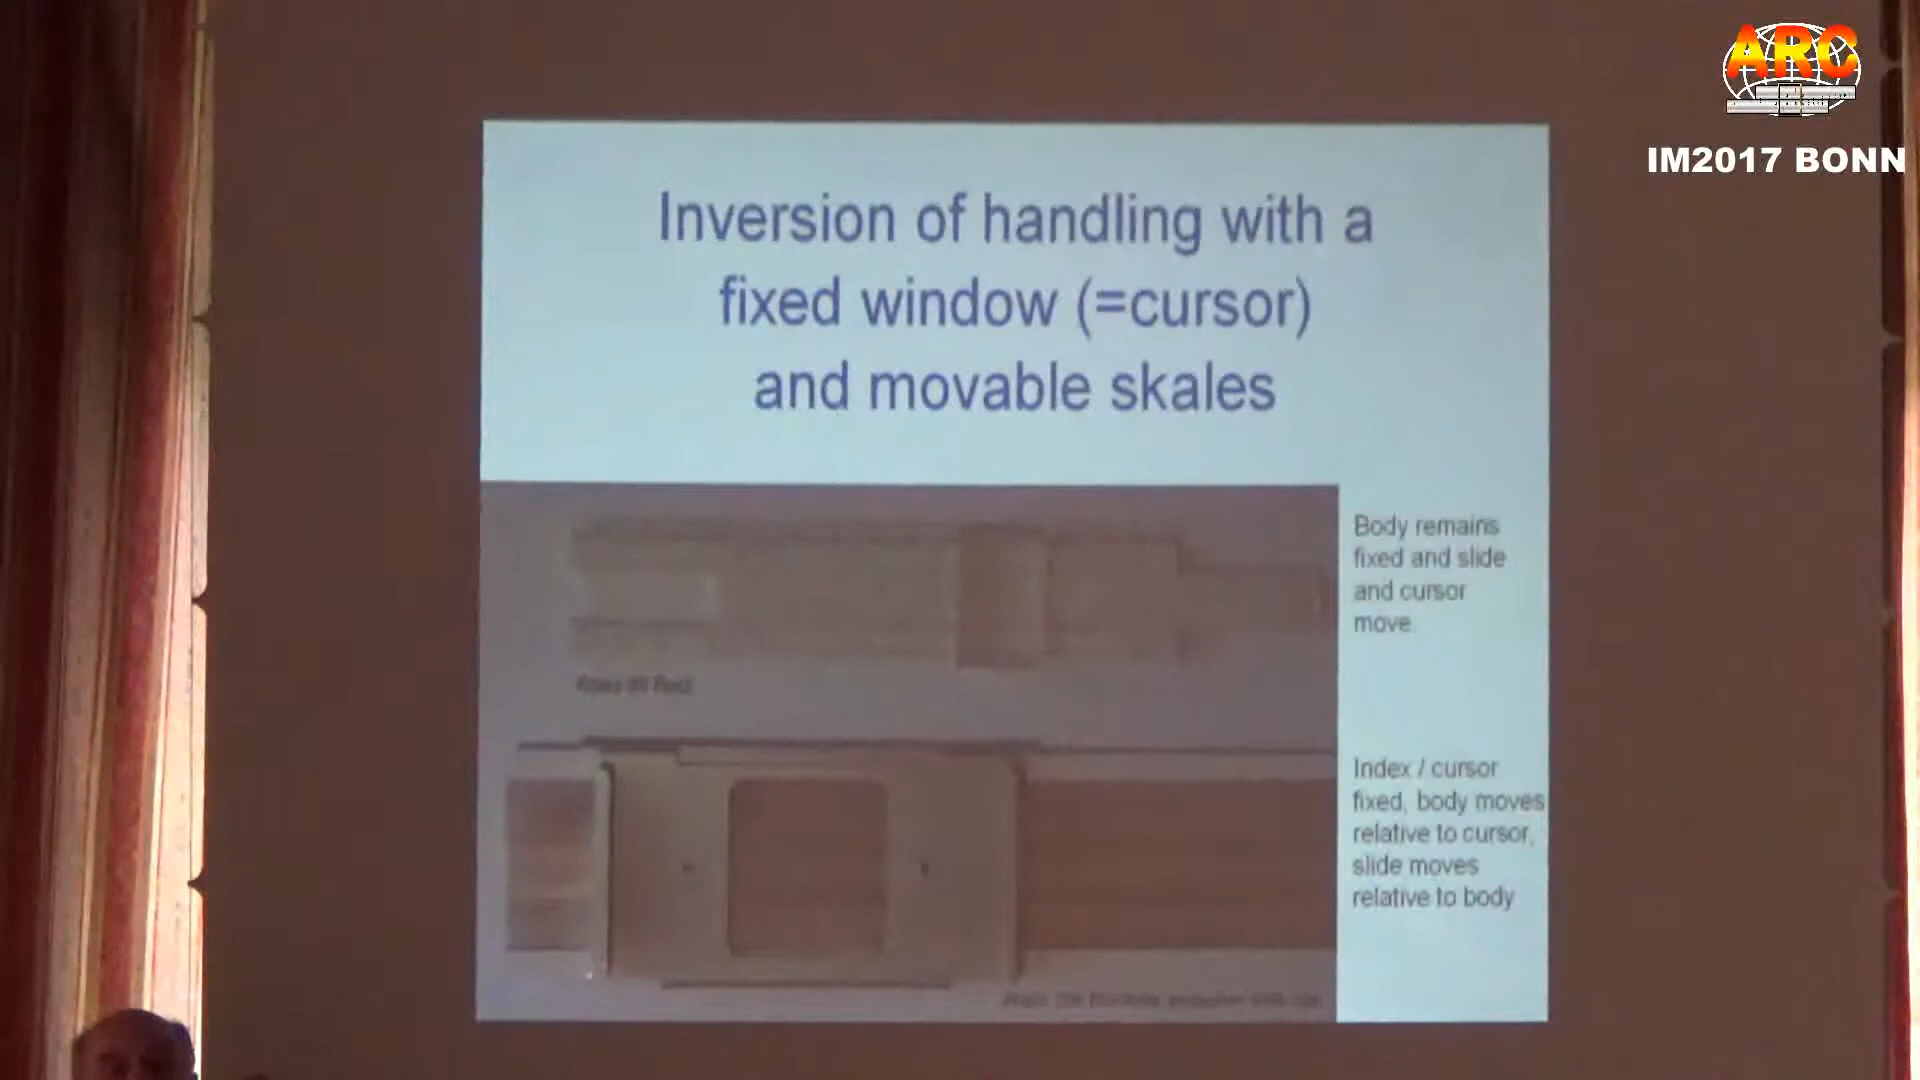 ARC
IM2017 BONN
Inversion of handling with a
fixed window (=cursor)
and movable skales
Body remains
fixed and slide
and cursor
move.
Index / cursor
fixed, body moves
relative to cursor,
slide moves
relative to body